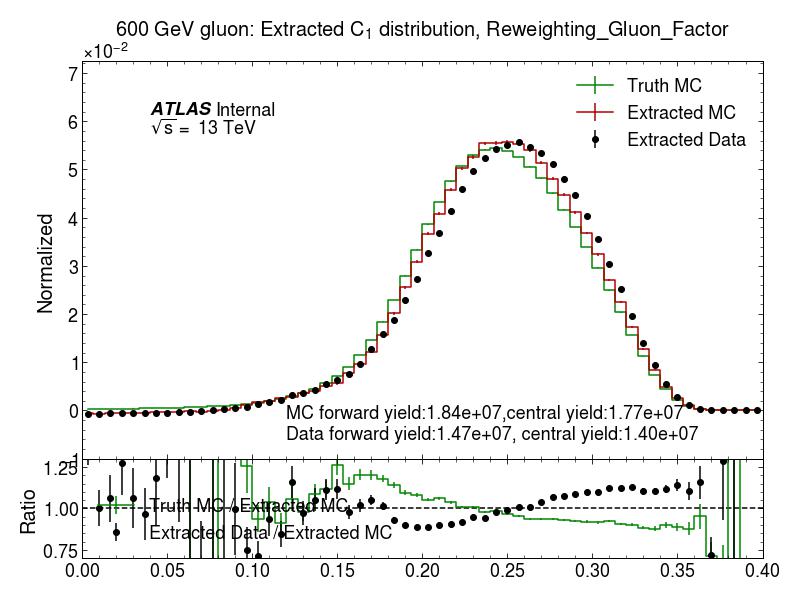 600 GeV gluon: Extracted C₁ distribution, Reweighting_Gluon_Factor
×10⁻²
7
6
5
4
3
2
1
0
1
Normalized
ATLAS Internal
√s = 13 TeV
Truth MC
Extracted MC
Extracted Data
MC forward yield:1.84e+07,central yield:1.77e+07
Data forward yield:1.47e+07, central yield:1.40e+07
1.25
1.00
0.75
Ratio
Truth MC / Extracted MC
Extracted Data / Extracted MC
0.00 0.05 0.10 0.15 0.20 0.25 0.30 0.35 0.40